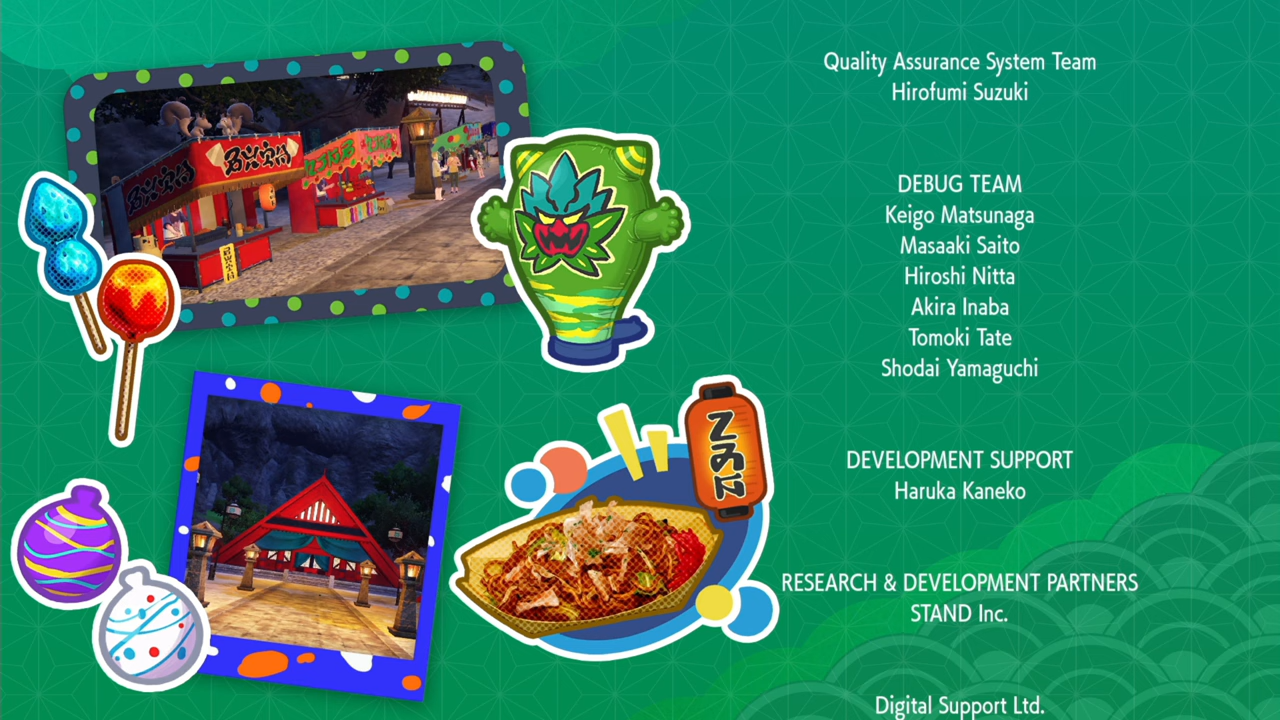 Quality Assurance System Team
Hirofumi Suzuki
DEBUG TEAM
Keigo Matsunaga
Masaaki Saito
Hiroshi Nitta
Akira Inaba
Tomoki Tate
Shodai Yamaguchi
DEVELOPMENT SUPPORT
Haruka Kaneko
RESEARCH & DEVELOPMENT PARTNERS
STAND Inc.
Digital Support Ltd.